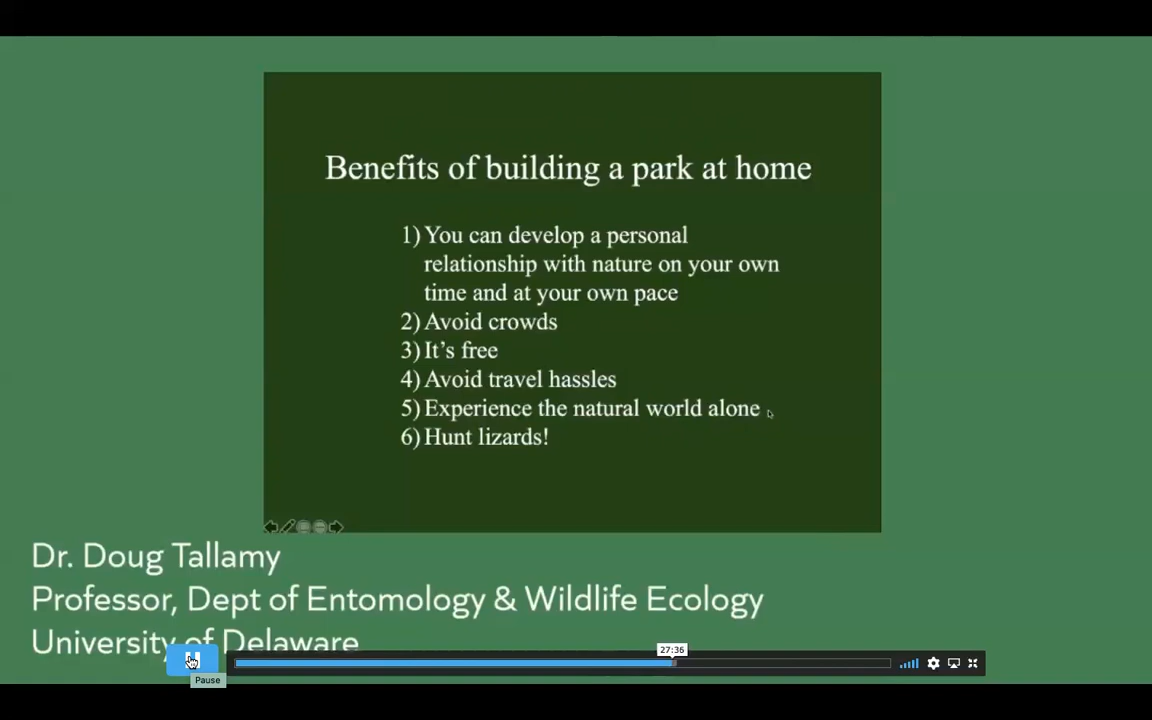 Benefits of building a park at home
1) You can develop a personal
relationship with nature on your own
time and at your own pace
2) Avoid crowds
3) It's free
4) Avoid travel hassles
5) Experience the natural world alone
6) Hunt lizards!
Dr. Doug Tallamy
Professor, Dept of Entomology & Wildlife Ecology
University of Delaware
27:36
Pause